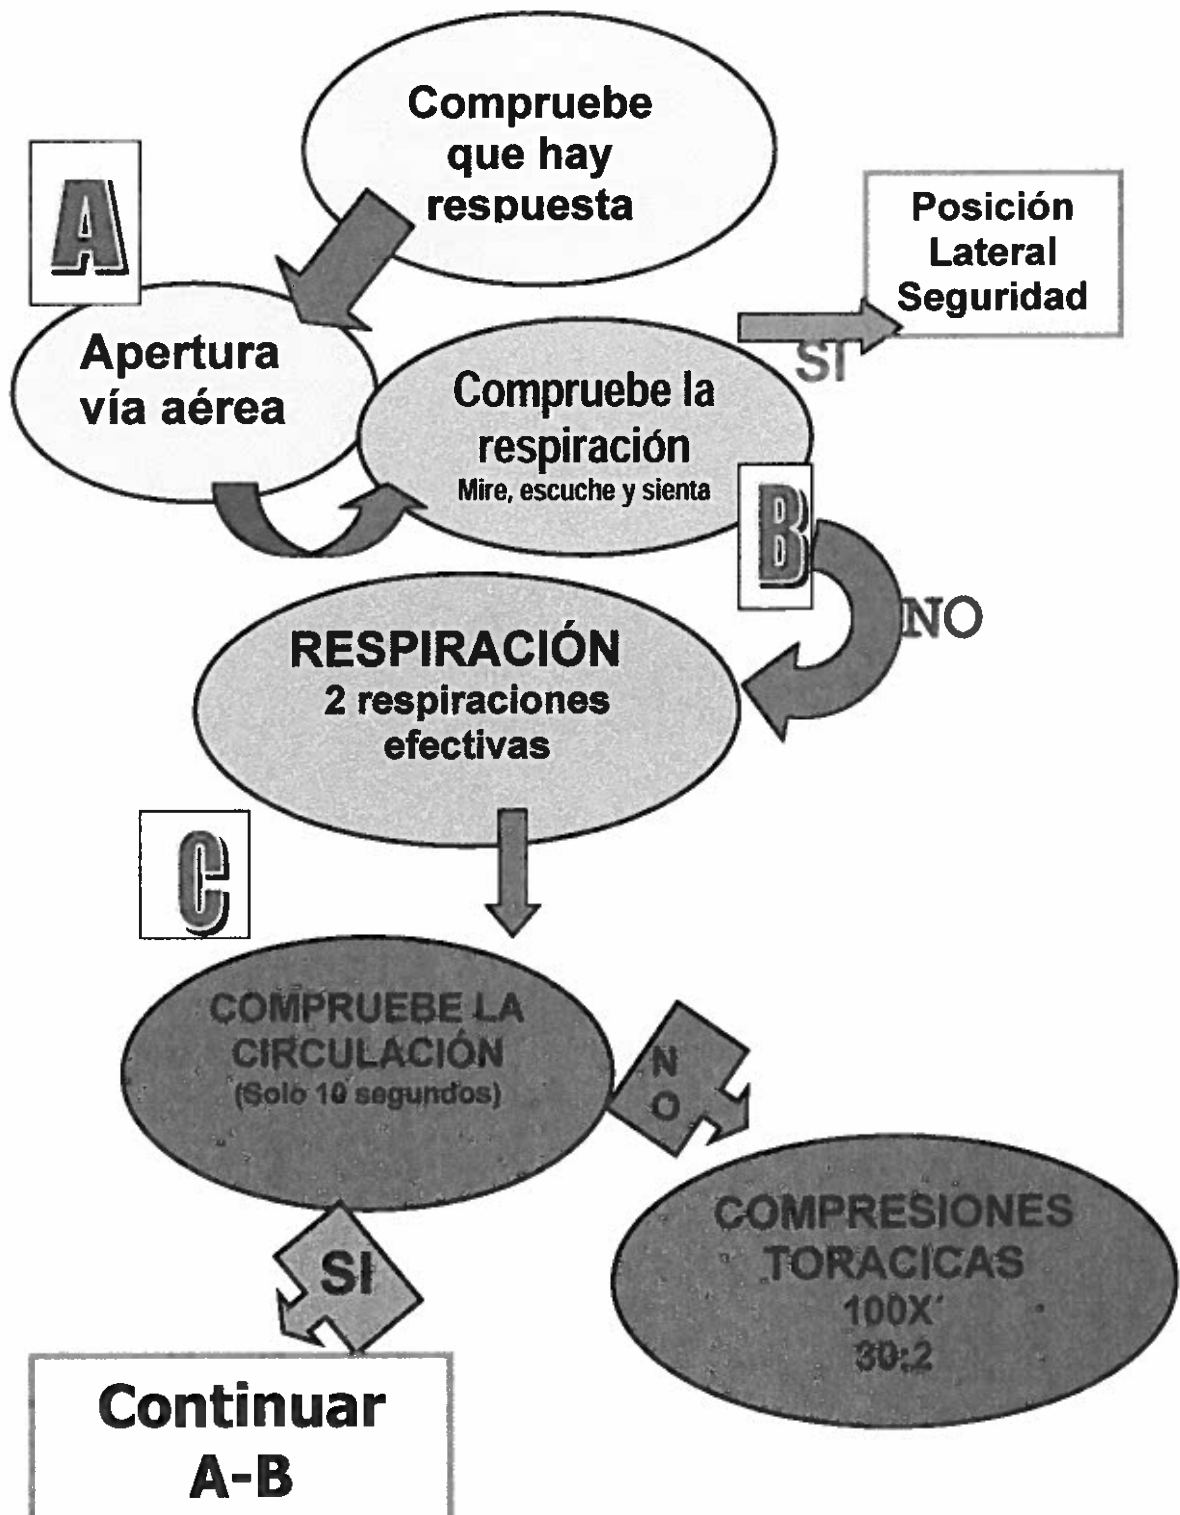 Compruebe
que hay
respuesta
A
Posición
Lateral
Seguridad
SI
Apertura
vía aérea
Compruebe la
respiración
Mire, escuche y sienta
B
NO
RESPIRACIÓN
2 respiraciones
efectivas
C
COMPRUEBE LA
CIRCULACIÓN
(Solo 10 segundos)
N
O
COMPRESIONES
TORACICAS
100X'
30:2
SI
Continuar
A-B